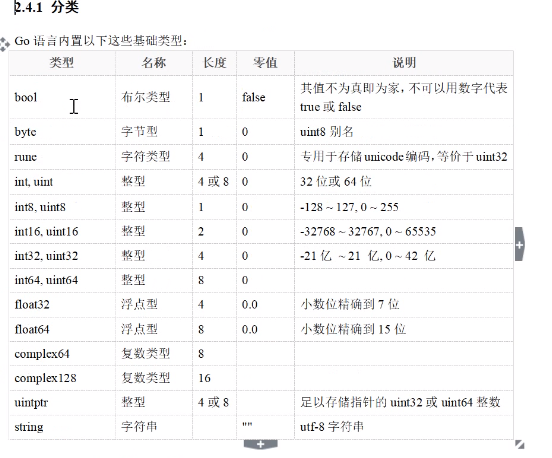 2.4.1 分类
Go 语言内置以下这些基础类型：
类型 名称 长度 零值 说明
bool 布尔类型 1 false 其值不为真即为家，不可以用数字代表
true 或 false
byte 字节型 1 0 uint8 别名
rune 字符类型 4 0 专用于存储 unicode 编码，等价于 uint32
int, uint 整型 4 或 8 0 32 位或 64 位
int8, uint8 整型 1 0 -128 ~ 127, 0 ~ 255
int16, uint16 整型 2 0 -32768 ~ 32767, 0 ~ 65535
int32, uint32 整型 4 0 -21 亿 ~ 21 亿, 0 ~ 42 亿
int64, uint64 整型 8 0
float32 浮点型 4 0.0 小数位精确到 7 位
float64 浮点型 8 0.0 小数位精确到 15 位
complex64 复数类型 8
complex128 复数类型 16
uintptr 整型 4 或 8 足以存储指针的 uint32 或 uint64 整数
string 字符串 "" utf-8 字符串